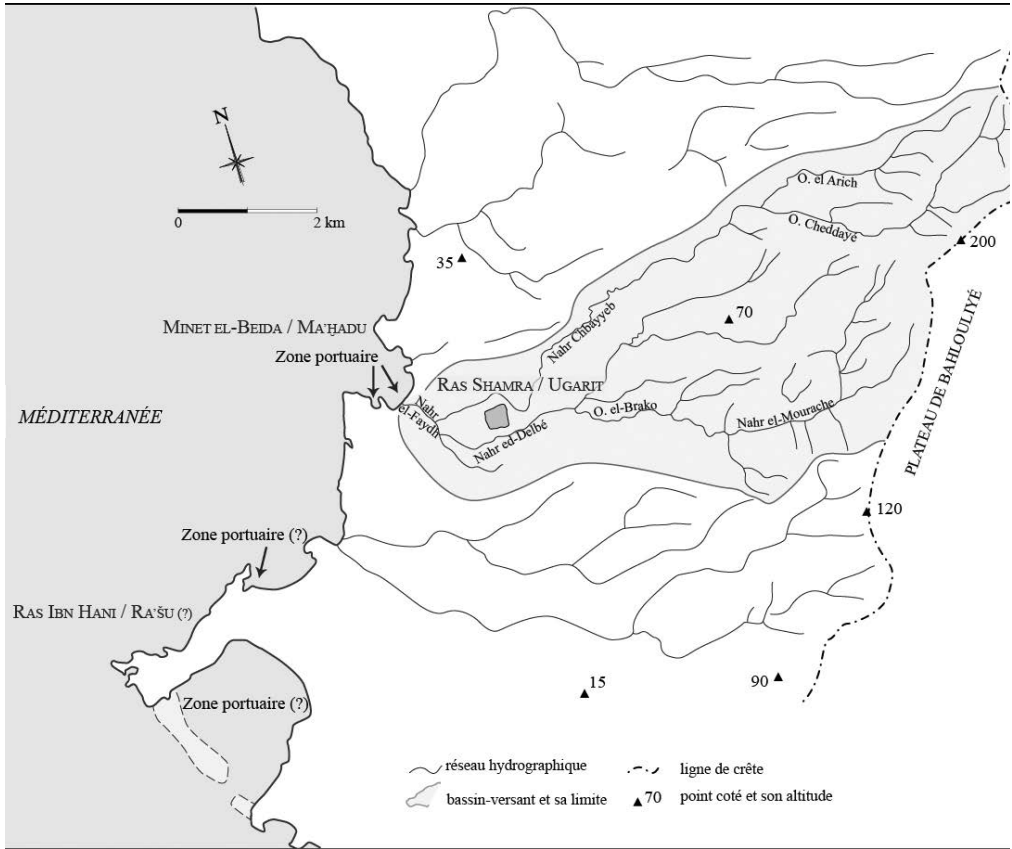 N
0
2 km
O. el Arich
O. Cheddayé
200
35
70
Nahr Chbayyeb
MINET EL-BEIDA / MA'ḪADU
Zone portuaire
RAS SHAMRA / UGARIT
PLATEAU DE BAHLOULIYÉ
MÉDITERRANÉE
Nahr
el-Faydh
O. el-Brako
Nahr el-Mourache
Nahr ed-Delbé
120
Zone portuaire (?)
RAS IBN HANI / RA'ŠU (?)
15
90
Zone portuaire (?)
réseau hydrographique
ligne de crête
bassin-versant et sa limite
70
point coté et son altitude